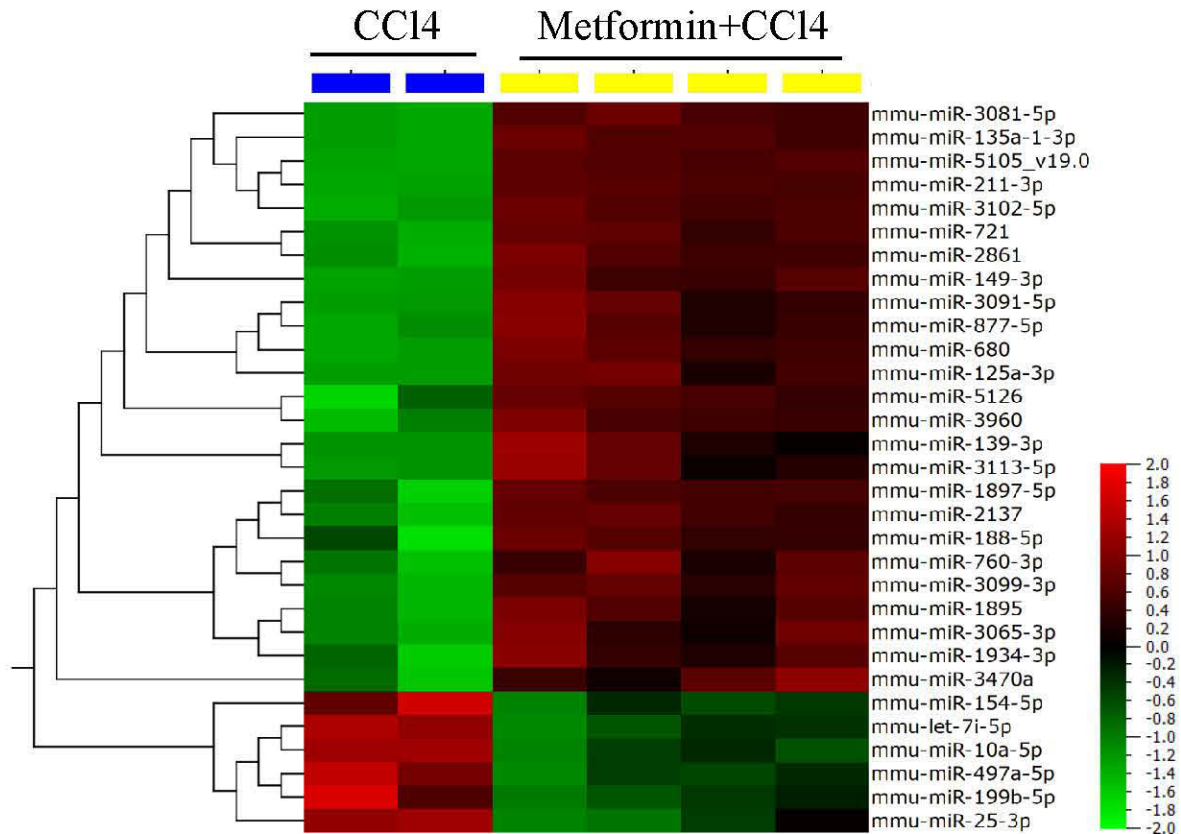 CCl4 Metformin+CCl4
mmu-miR-3081-5p
mmu-miR-135a-1-3p
mmu-miR-5105_v19.0
mmu-miR-211-3p
mmu-miR-3102-5p
mmu-miR-721
mmu-miR-2861
mmu-miR-149-3p
mmu-miR-3091-5p
mmu-miR-877-5p
mmu-miR-680
mmu-miR-125a-3p
mmu-miR-5126
mmu-miR-3960
mmu-miR-139-3p
mmu-miR-3113-5p
mmu-miR-1897-5p
mmu-miR-2137
mmu-miR-188-5p
mmu-miR-760-3p
mmu-miR-3099-3p
mmu-miR-1895
mmu-miR-3065-3p
mmu-miR-1934-3p
mmu-miR-3470a
mmu-miR-154-5p
mmu-let-7i-5p
mmu-miR-10a-5p
mmu-miR-497a-5p
mmu-miR-199b-5p
mmu-miR-25-3p
2.0
1.8
1.6
1.4
1.2
1.0
0.8
0.6
0.4
0.2
0.0
-0.2
-0.4
-0.6
-0.8
-1.0
-1.2
-1.4
-1.6
-1.8
-2.0